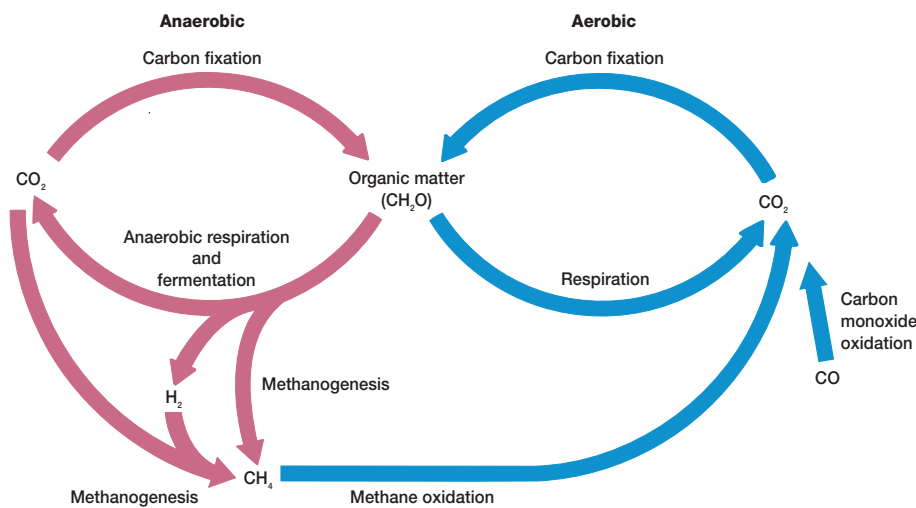 Anaerobic
Aerobic
Carbon fixation
Carbon fixation
CO₂
Organic matter
(CH₂O)
CO₂
Anaerobic respiration
and
fermentation
Respiration
Carbon
monoxide
oxidation
CO
H₂
Methanogenesis
CH₄
Methanogenesis
Methane oxidation